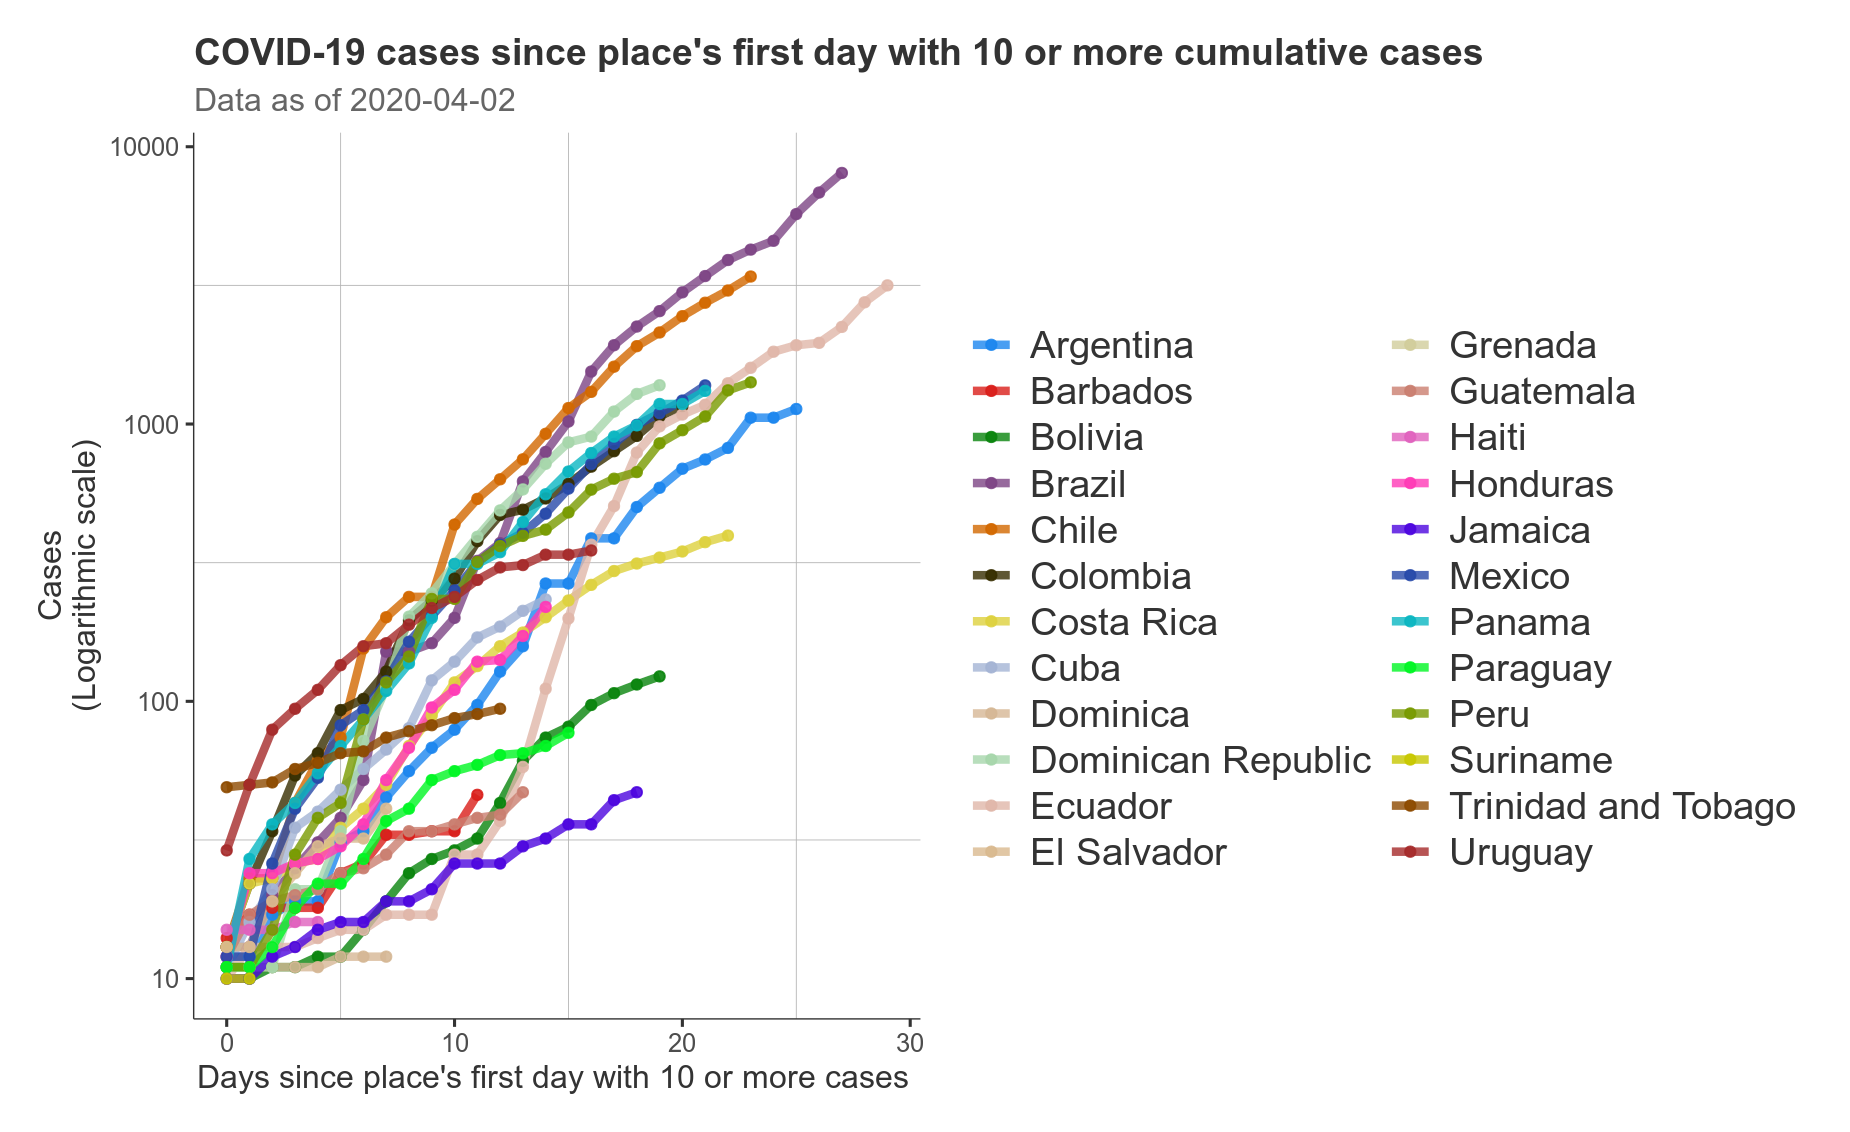 COVID-19 cases since place's first day with 10 or more cumulative cases
Data as of 2020-04-02
10000
1000
100
10
Cases
(Logarithmic scale)
0
10
20
30
Days since place's first day with 10 or more cases
Argentina
Barbados
Bolivia
Brazil
Chile
Colombia
Costa Rica
Cuba
Dominica
Dominican Republic
Ecuador
El Salvador
Grenada
Guatemala
Haiti
Honduras
Jamaica
Mexico
Panama
Paraguay
Peru
Suriname
Trinidad and Tobago
Uruguay